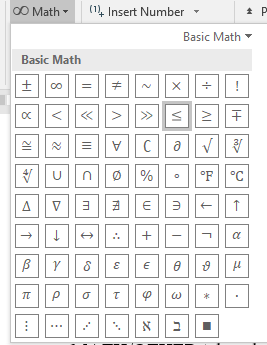 Math Insert Number
Basic Math
Basic Math
± ∞ = ≠ ~ × ÷ !
∝ < ≪ > ≫ ≤ ≥ ∓
≅ ≈ ≡ ∀ ∁ ∂ √ ∛
∜ ∪ ∩ ∅ % ° ℉ ℃
∆ ∇ ∃ ∄ ∈ ∋ ← ↑
→ ↓ ↔ ∴ + − ¬ α
β γ δ ε ϵ θ ϑ μ
π ρ σ τ φ ω ∗ ∙
⋮ ⋯ ⋰ ⋱ ℵ ℶ ∎